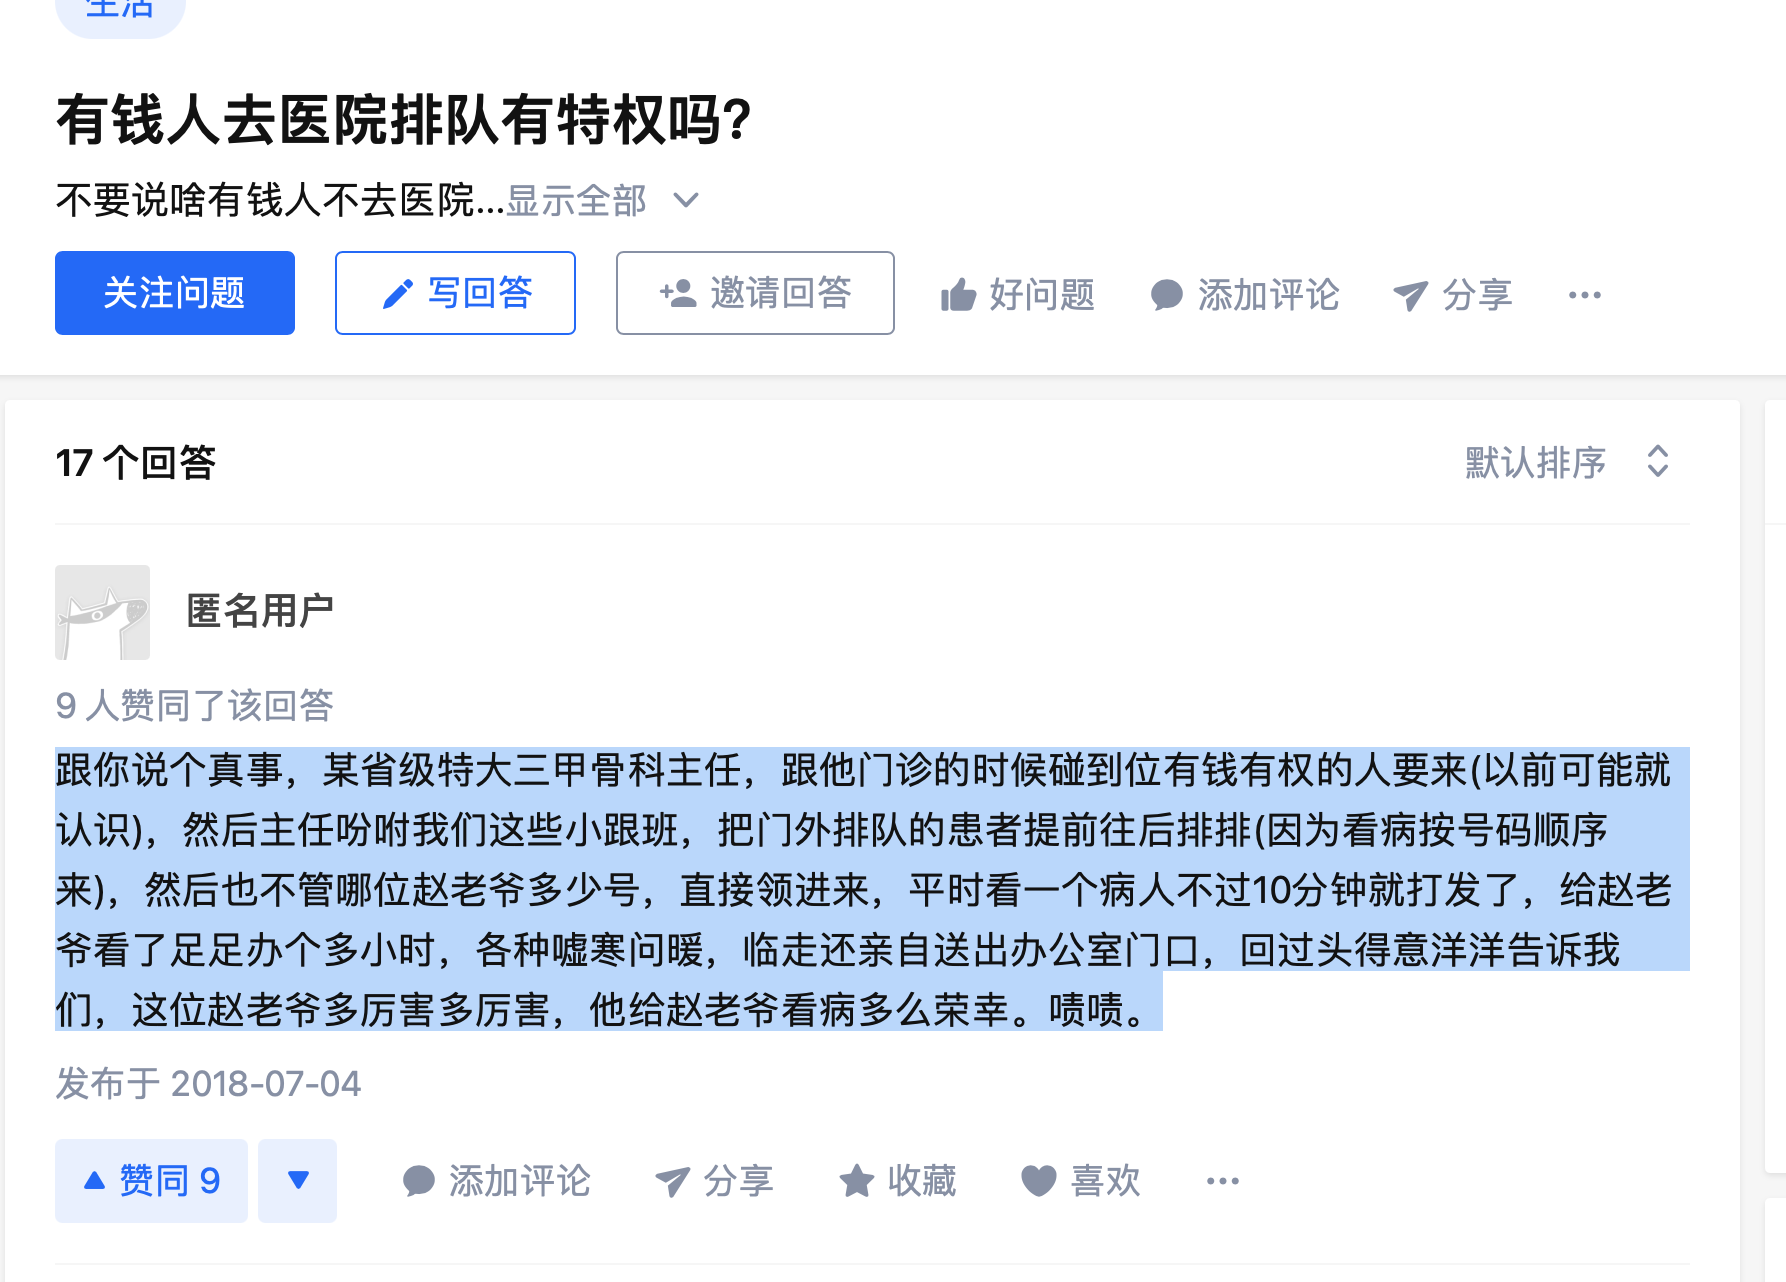 生活
有钱人去医院排队有特权吗?
不要说啥有钱人不去医院...显示全部
关注问题 写回答 邀请回答 好问题 添加评论 分享 ...
17 个回答 默认排序
匿名用户
9 人赞同了该回答
跟你说个真事，某省级特大三甲骨科主任，跟他门诊的时候碰到位有钱有权的人要来(以前可能就
认识)，然后主任吩咐我们这些小跟班，把门外排队的患者提前往后排排(因为看病按号码顺序
来)，然后也不管哪位赵老爷多少号，直接领进来，平时看一个病人不过10分钟就打发了，给赵老
爷看了足足办个多小时，各种嘘寒问暖，临走还亲自送出办公室门口，回过头得意洋洋告诉我
们，这位赵老爷多厉害多厉害，他给赵老爷看病多么荣幸。啧啧。
发布于 2018-07-04
赞同 9 添加评论 分享 收藏 喜欢 ...